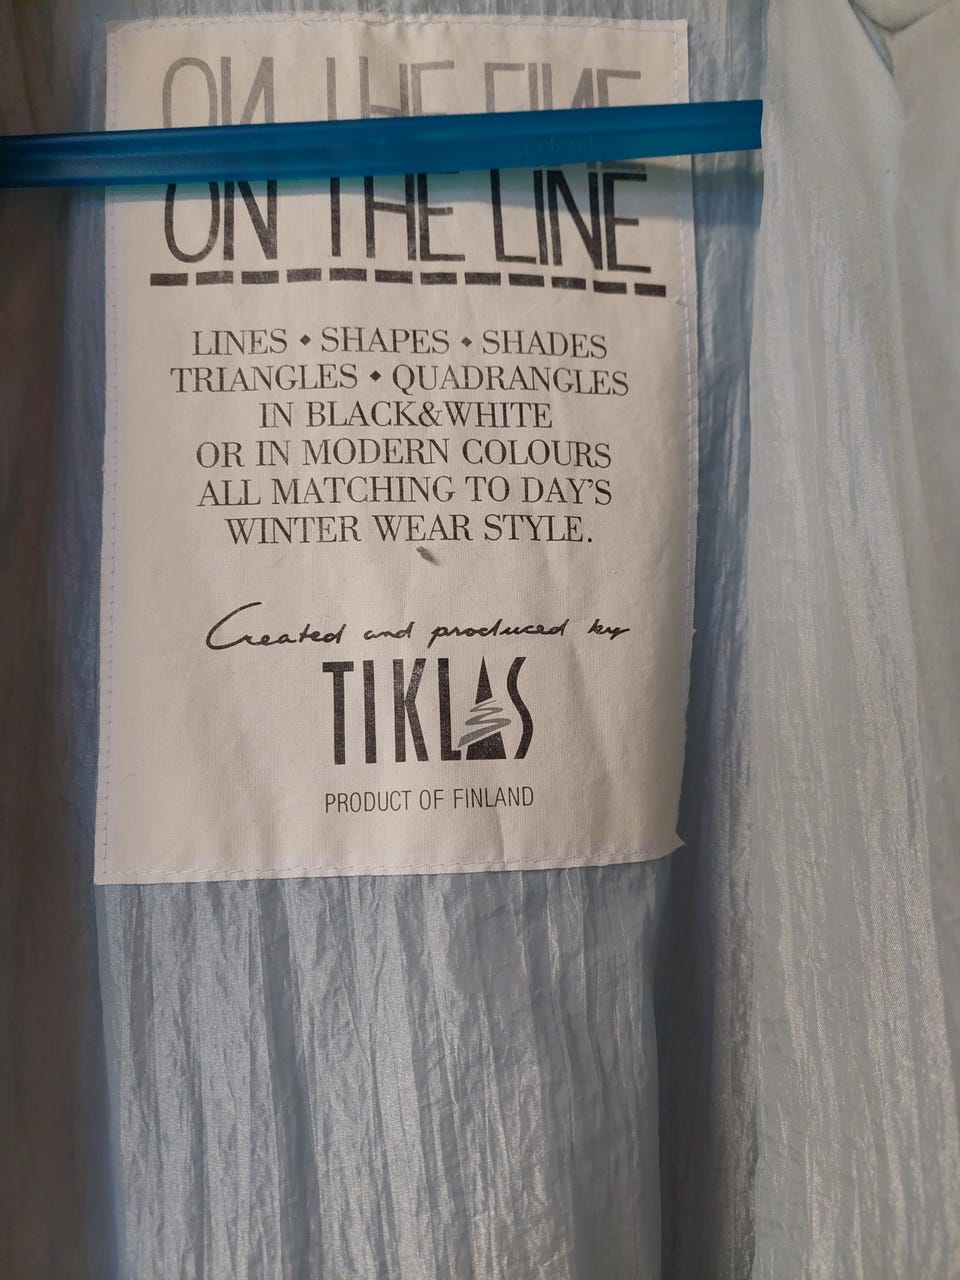 ON THE LINE
LINES • SHAPES • SHADES
TRIANGLES • QUADRANGLES
IN BLACK&WHITE
OR IN MODERN COLOURS
ALL MATCHING TO DAY'S
WINTER WEAR STYLE.
Created and produced by
TIKLAS
PRODUCT OF FINLAND